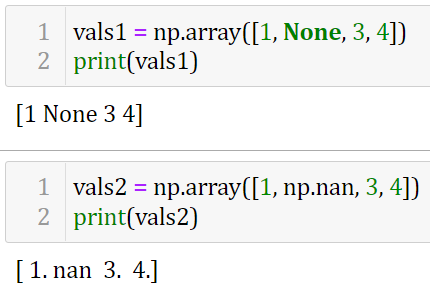 1 vals1 = np.array([1, None, 3, 4])
2 print(vals1)
[1 None 3 4]
1 vals2 = np.array([1, np.nan, 3, 4])
2 print(vals2)
[ 1. nan  3.  4.]